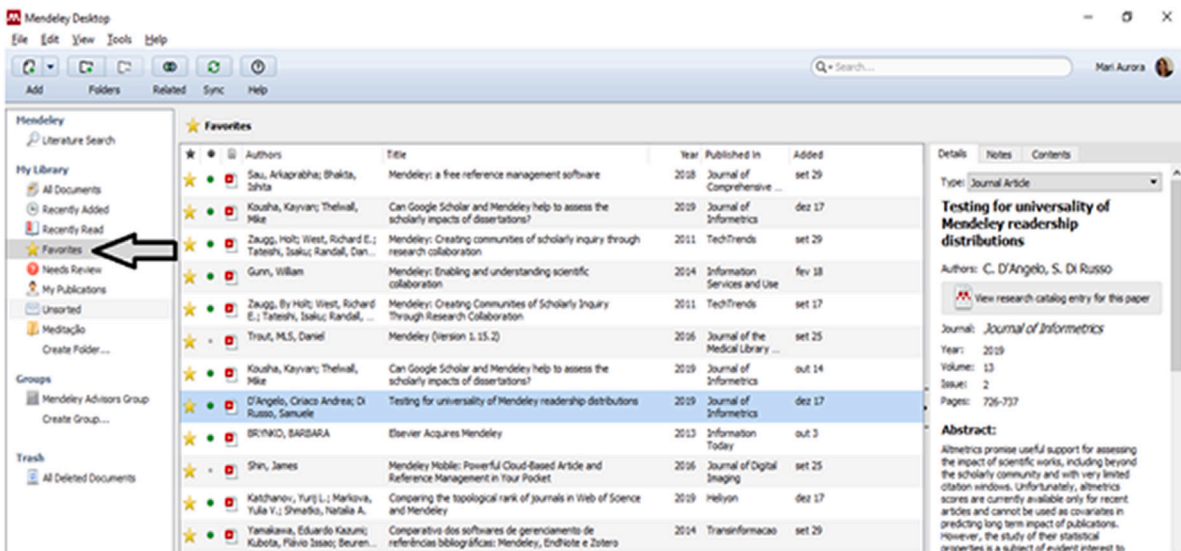 Mendeley Desktop
File Edit View Tools Help
Search...
Mari Aurora
Add Folders Related Sync Help
Mendeley
Literature Search
My Library
All Documents
Recently Added
Recently Read
Favorites
Needs Review
My Publications
Unsorted
Meditação
Create Folder...
Groups
Mendeley Advisors Group
Create Group...
Trash
All Deleted Documents
Favorites
Authors Title Year Published In Added
Sau, Arkaprabha; Bhakta, Mendeley: a free reference management software 2018 Journal of set 29
Ishita Comprehensive ...
Kousha, Kayvan; Thelwall, Can Google Scholar and Mendeley help to assess the 2019 Journal of dez 17
Mike scholarly impacts of dissertations? Informetrics
Zaugg, Holt; West, Richard E.; Mendeley: Creating communities of scholarly inquiry through 2011 TechTrends set 29
Tateishi, Isaku; Randall, Dan... research collaboration
Gunn, William Mendeley: Enabling and understanding scientific 2014 Information fev 18
collaboration Services and Use
Zaugg, By Holt; West, Richard Mendeley: Creating Communities of Scholarly Inquiry 2011 TechTrends set 17
E.; Tateishi, Isaku; Randall, ... Through Research Collaboration
Trout, MLS, Daniel Mendeley (Version 1.15.2) 2016 Journal of the set 25
Medical Library ...
Kousha, Kayvan; Thelwall, Can Google Scholar and Mendeley help to assess the 2019 Journal of out 14
Mike scholarly impacts of dissertations? Informetrics
D'Angelo, Ciriaco Andrea; Di Testing for universality of Mendeley readership distributions 2019 Journal of dez 17
Russo, Samuele Informetrics
BRYNKO, BARBARA Elsevier Acquires Mendeley 2013 Information out 3
Today
Shin, James Mendeley Mobile: Powerful Cloud-Based Article and 2016 Journal of Digital set 25
Reference Management in Your Pocket Imaging
Katchanov, Yurij L.; Markova, Comparing the topological rank of journals in Web of Science 2019 Heliyon dez 17
Yulia V.; Shmatko, Natalia A. and Mendeley
Yamakawa, Eduardo Kazumi; Comparativo dos softwares de gerenciamento de 2014 Transinformacao set 29
Kubota, Flávio Issao; Beuren... referências bibliográficas: Mendeley, EndNote e Zotero
Details Notes Contents
Type: Journal Article
Testing for universality of
Mendeley readership
distributions
Authors: C. D'Angelo, S. Di Russo
View research catalog entry for this paper
Journal: Journal of Informetrics
Year: 2019
Volume: 13
Issue: 2
Pages: 726-737
Abstract:
Altmetrics promise useful support for assessing
the impact of scientific works, including beyond
the scholarly community and with very limited
citation windows. Unfortunately, altmetrics
scores are currently available only for recent
articles and cannot be used as covariates in
predicting long term impact of publications.
However, the study of their statistical
properties is a subject of evident interest to